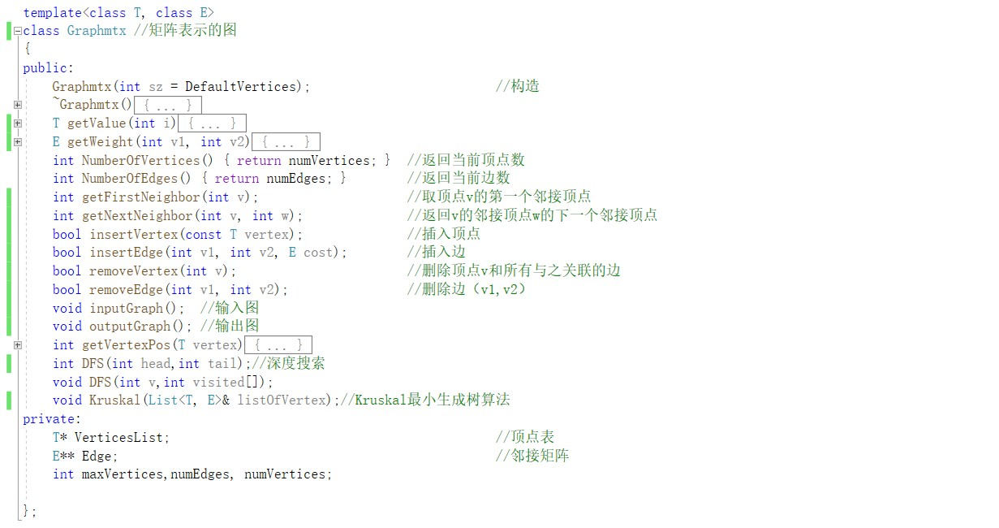 template<class T, class E>
class Graphmtx //矩阵表示的图
{
public:
Graphmtx(int sz = DefaultVertices); //构造
~Graphmtx(){ ... }
T getValue(int i){ ... }
E getWeight(int v1, int v2){ ... }
int NumberOfVertices() { return numVertices; } //返回当前顶点数
int NumberOfEdges() { return numEdges; } //返回当前边数
int getFirstNeighbor(int v); //取顶点v的第一个邻接顶点
int getNextNeighbor(int v, int w); //返回v的邻接顶点w的下一个邻接顶点
bool insertVertex(const T vertex); //插入顶点
bool insertEdge(int v1, int v2, E cost); //插入边
bool removeVertex(int v); //删除顶点v和所有与之关联的边
bool removeEdge(int v1, int v2); //删除边（v1,v2）
void inputGraph(); //输入图
void outputGraph(); //输出图
int getVertexPos(T vertex){ ... }
int DFS(int head,int tail);//深度搜索
void DFS(int v,int visited[]);
void Kruskal(List<T, E>& listOfVertex);//Kruskal最小生成树算法
private:
T* VerticesList; //顶点表
E** Edge; //邻接矩阵
int maxVertices,numEdges, numVertices;
};